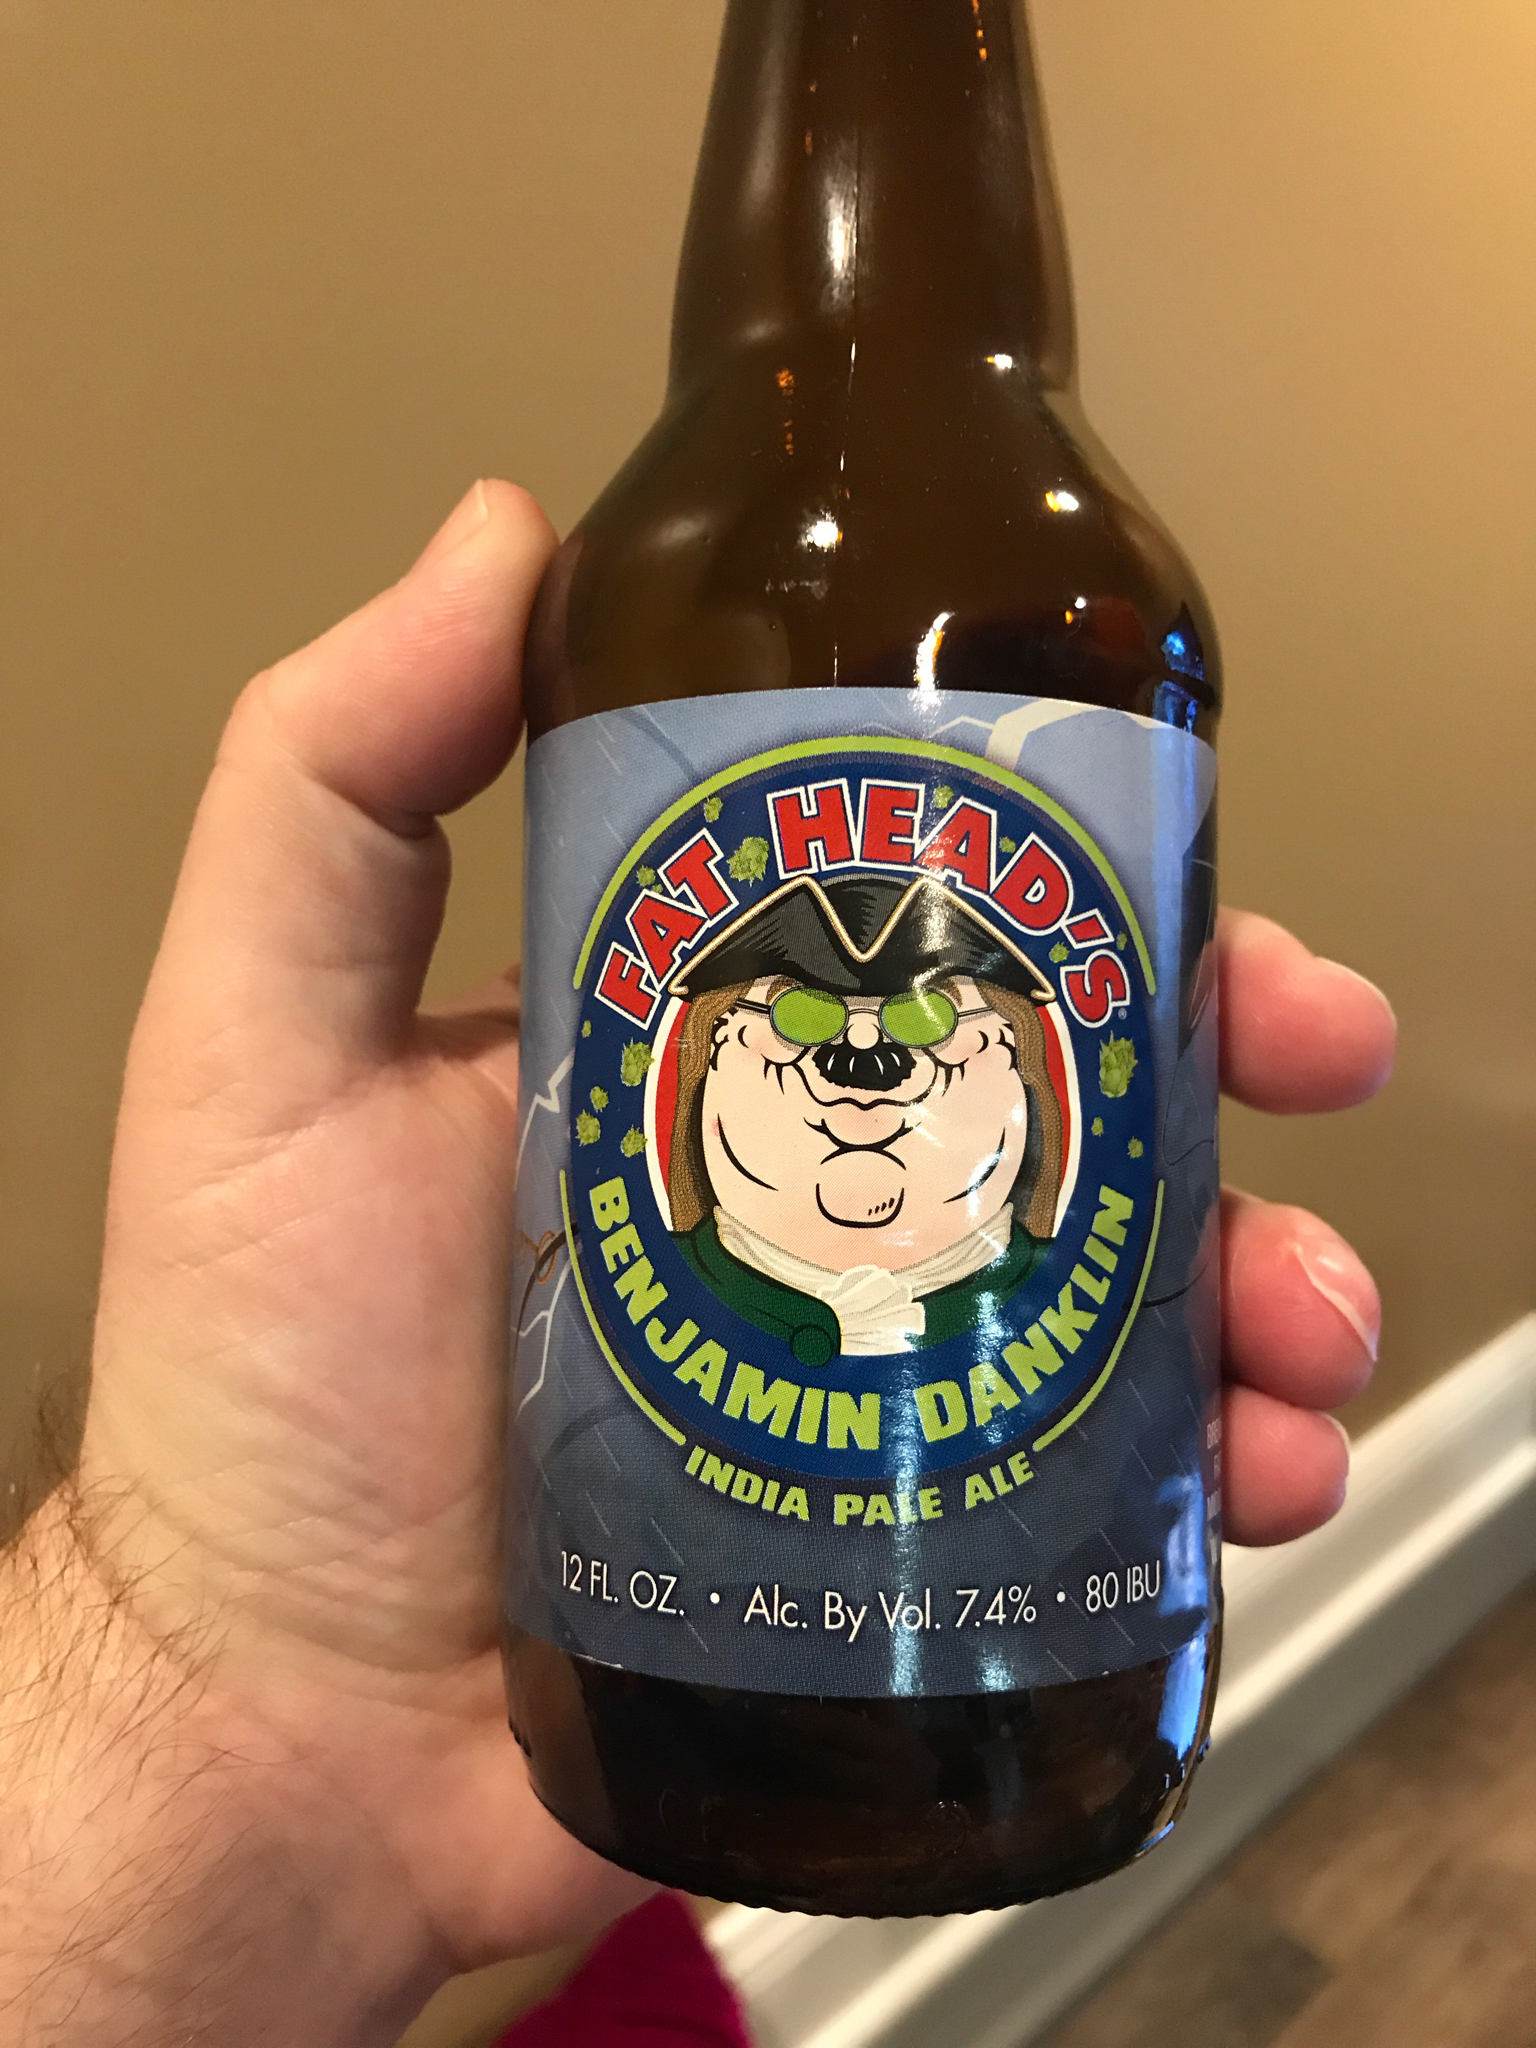 FAT HEAD'S
BENJAMIN DANKLIN
INDIA PALE ALE
12 FL. OZ. • Alc. By Vol. 7.4% • 80 IBU